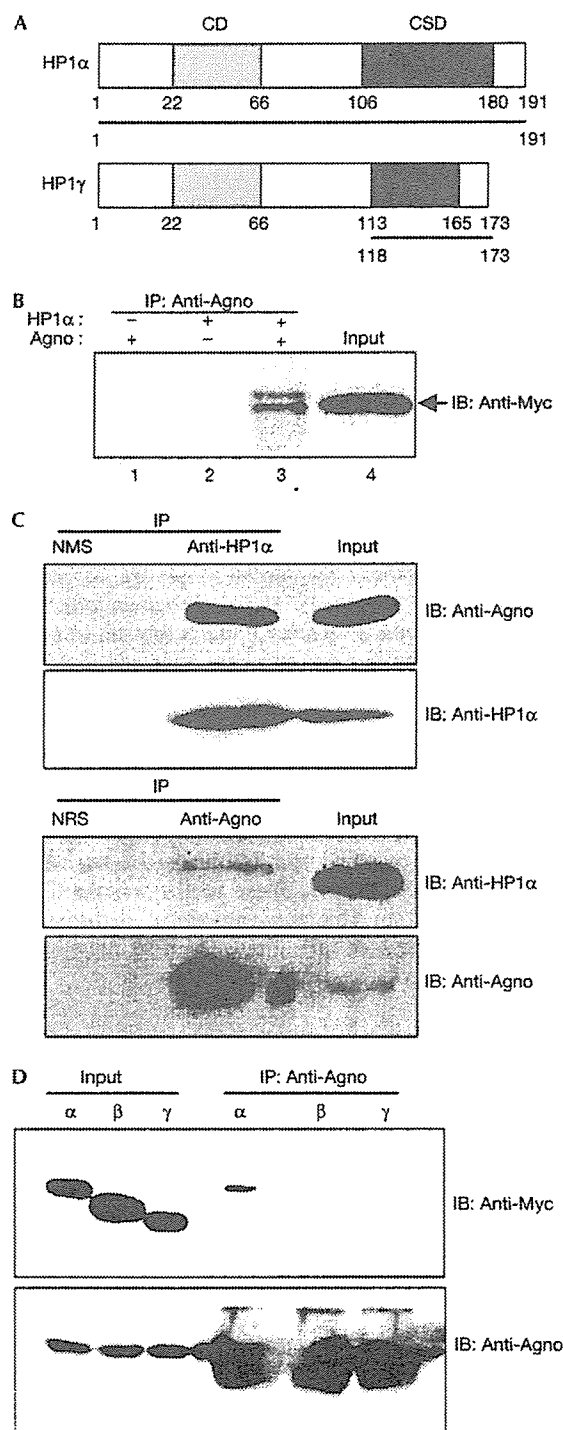 A
CD CSD
HP1α
1 22 66 106 180 191
1 191
HP1γ
1 22 66 113 165 173
118 173
B
IP: Anti-Agno
HP1α : – + +
Agno : + – + Input
IB: Anti-Myc
1 2 3 4
C
IP
NMS Anti-HP1α Input
IB: Anti-Agno
IB: Anti-HP1α
IP
NRS Anti-Agno Input
IB: Anti-HP1α
IB: Anti-Agno
D
Input IP: Anti-Agno
α β γ α β γ
IB: Anti-Myc
IB: Anti-Agno